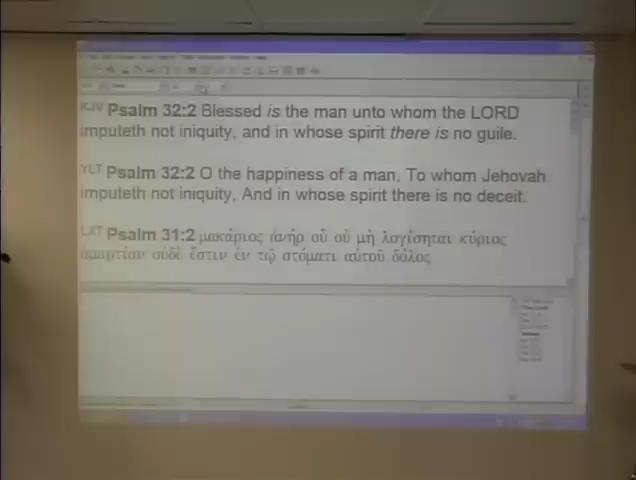 KJV Psalm 32:2 Blessed is the man unto whom the LORD
imputeth not iniquity, and in whose spirit there is no guile.
YLT Psalm 32:2 O the happiness of a man, To whom Jehovah
imputeth not iniquity, And in whose spirit there is no deceit.
LXT Psalm 31:2 μακάριος ἀνήρ οὗ οὐ μὴ λογίσηται κύριος
ἁμαρτίαν οὐδὲ ἔστιν ἐν τῷ στόματι αὐτοῦ δόλος